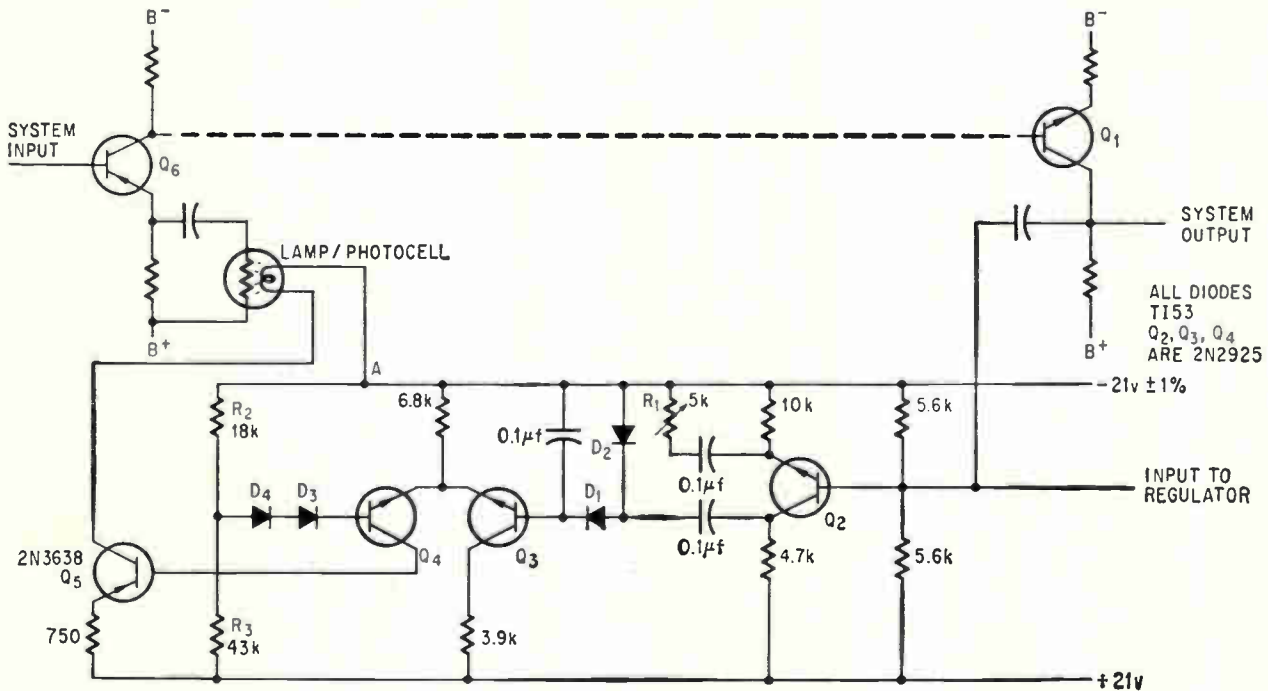 B-
B-
SYSTEM
INPUT
Q6
Q1
LAMP/PHOTOCELL
SYSTEM
OUTPUT
ALL DIODES
TI53
Q2, Q3, Q4
ARE 2N2925
B+
B+
A
-21v ±1%
R2
18k
6.8k
0.1μf
D2
R1
5k
10k
5.6k
0.1μf
INPUT TO
REGULATOR
D4
D3
D1
Q4
Q3
0.1μf
Q2
2N3638
Q5
4.7k
5.6k
750
R3
43k
3.9k
+21v